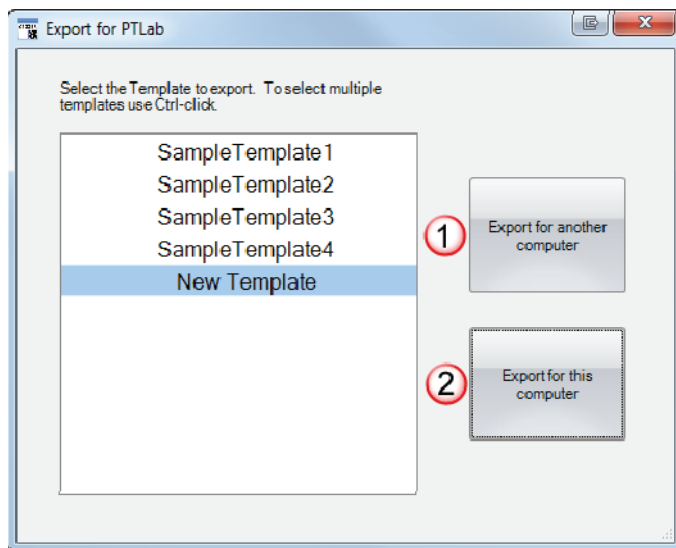 Export for PTLab
Select the Template to export. To select multiple
templates use Ctrl-click.
SampleTemplate1
SampleTemplate2
SampleTemplate3
SampleTemplate4
New Template
1
Export for another
computer
2
Export for this
computer